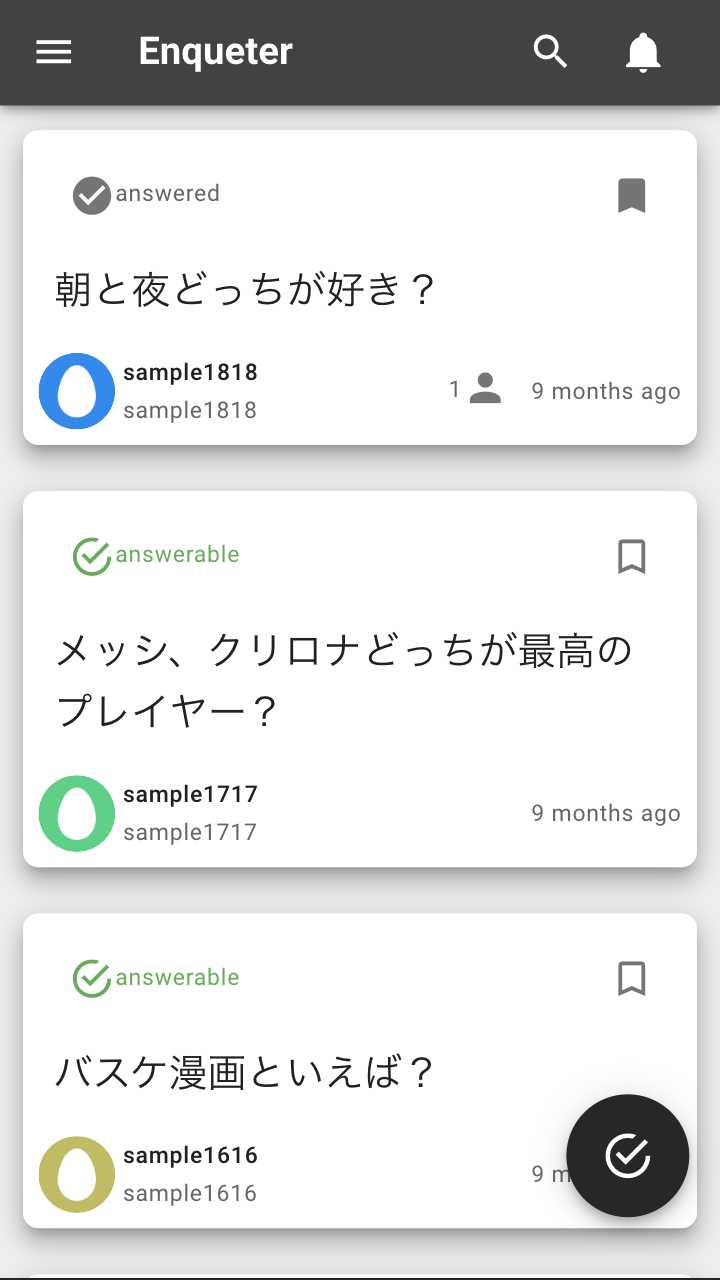 Enqueter
answered
朝と夜どっちが好き？
sample1818
sample1818
1
9 months ago
answerable
メッシ、クリロナどっちが最高の
プレイヤー？
sample1717
sample1717
9 months ago
answerable
バスケ漫画といえば？
sample1616
sample1616
9 m